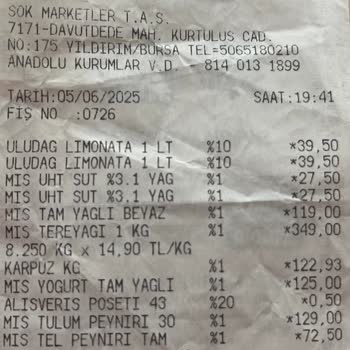 ŞOK MARKETLER T.A.Ş.
7171-DAVUTDEDE MAH. KURTULUS CAD.
NO:175 YILDIRIM/BURSA TEL=5065180210
ANADOLU KURUMLAR V.D. 814 013 1899
TARİH:05/06/2025 SAAT:19:41
FİŞ NO :0726
ULUDAG LIMONATA 1 LT %10 *39,50
ULUDAG LIMONATA 1 LT %10 *39,50
MIS UHT SUT %3.1 YAG %1 *27,50
MIS UHT SUT %3.1 YAG %1 *27,50
MIS TAM YAGLI BEYAZ %1 *119,00
MIS TEREYAGI 1 KG %1 *349,00
8.250 KG x 14,90 TL/KG
KARPUZ KG %1 *122,93
MIS YOGURT TAM YAGLI %1 *125,00
ALISVERIS POSETI 43 %20 *0,50
MIS TULUM PEYNIRI 30 %1 *129,00
MIS TEL PEYNIRI TAM %1 *72,50